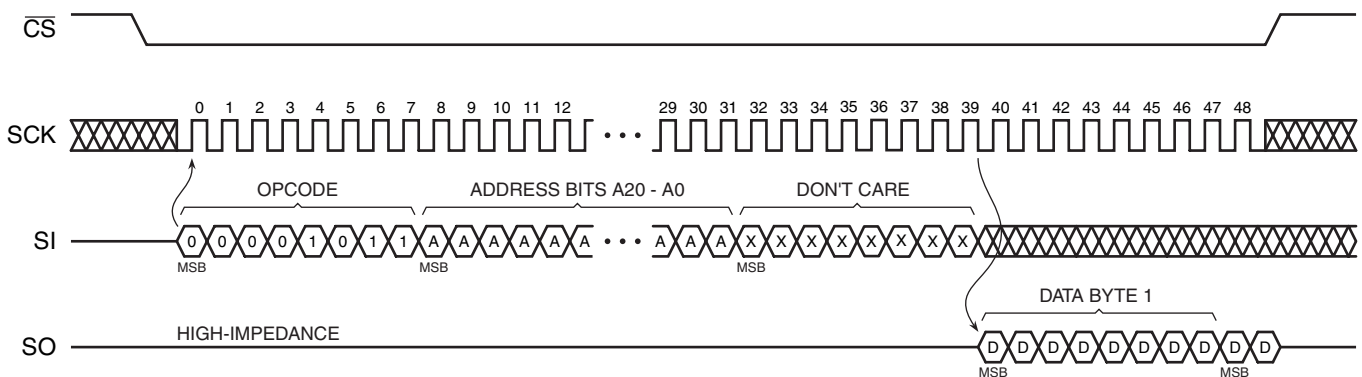 CS
0 1 2 3 4 5 6 7 8 9 10 11 12 29 30 31 32 33 34 35 36 37 38 39 40 41 42 43 44 45 46 47 48
SCK • • •
OPCODE ADDRESS BITS A20 - A0 DON'T CARE
SI 0 0 0 0 1 0 1 1 A A A A A A • • • A A A X X X X X X X X
MSB MSB MSB
DATA BYTE 1
HIGH-IMPEDANCE
SO D D D D D D D D D D
MSB MSB